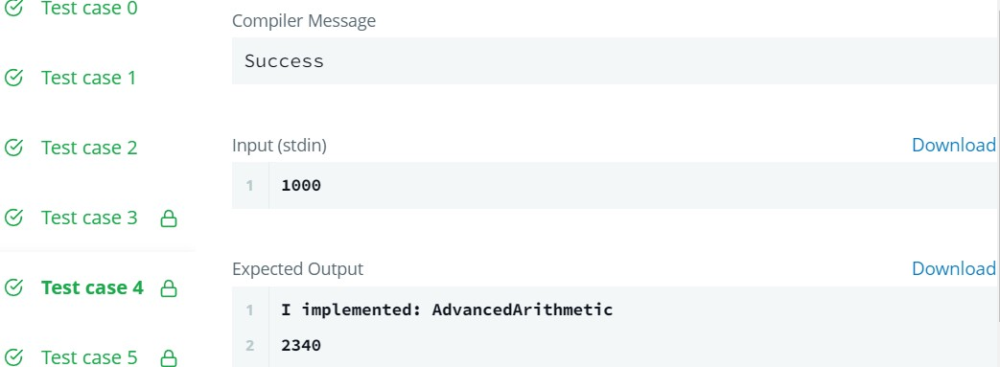 Test case 0
Test case 1
Test case 2
Test case 3
Test case 4
Test case 5
Compiler Message
Success
Input (stdin) Download
1 1000
Expected Output Download
1 I implemented: AdvancedArithmetic
2 2340